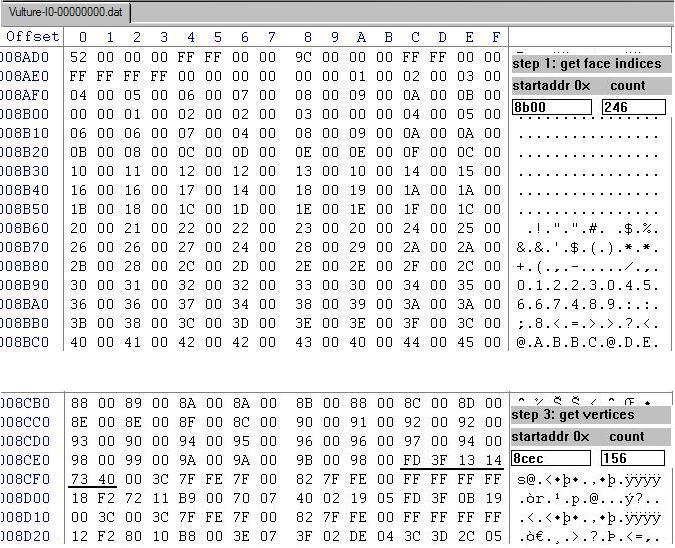 Vulture-I0-00000000.dat
Offset 0 1 2 3 4 5 6 7 8 9 A B C D E F
008AD0 52 00 00 00 FF FF 00 00 9C 00 00 00 FF FF 00 00
008AE0 FF FF FF FF 00 00 00 00 00 00 01 00 02 00 03 00
008AF0 04 00 05 00 06 00 07 00 08 00 09 00 0A 00 0B 00
step 1: get face indices
startaddr 0x count
8b00 246
008B00 00 00 01 00 02 00 02 00 03 00 00 00 04 00 05 00 ................
008B10 06 00 06 00 07 00 04 00 08 00 09 00 0A 00 0A 00 ................
008B20 0B 00 08 00 0C 00 0D 00 0E 00 0E 00 0F 00 0C 00 ................
008B30 10 00 11 00 12 00 12 00 13 00 10 00 14 00 15 00 ................
008B40 16 00 16 00 17 00 14 00 18 00 19 00 1A 00 1A 00 ................
008B50 1B 00 18 00 1C 00 1D 00 1E 00 1E 00 1F 00 1C 00 ................
008B60 20 00 21 00 22 00 22 00 23 00 20 00 24 00 25 00  .!.".".#. .$.%.
008B70 26 00 26 00 27 00 24 00 28 00 29 00 2A 00 2A 00 &.&.'.$.(.).*.*.
008B80 2B 00 28 00 2C 00 2D 00 2E 00 2E 00 2F 00 2C 00 +.(.,.-...../.,.
008B90 30 00 31 00 32 00 32 00 33 00 30 00 34 00 35 00 0.1.2.2.3.0.4.5.
008BA0 36 00 36 00 37 00 34 00 38 00 39 00 3A 00 3A 00 6.6.7.4.8.9.:.:.
008BB0 3B 00 38 00 3C 00 3D 00 3E 00 3E 00 3F 00 3C 00 ;.8.<.=.>.>.?.<.
008BC0 40 00 41 00 42 00 42 00 43 00 40 00 44 00 45 00 @.A.B.B.C.@.D.E.
008CB0 88 00 89 00 8A 00 8A 00 8B 00 88 00 8C 00 8D 00
008CC0 8E 00 8E 00 8F 00 8C 00 90 00 91 00 92 00 92 00
008CD0 93 00 90 00 94 00 95 00 96 00 96 00 97 00 94 00
008CE0 98 00 99 00 9A 00 9A 00 9B 00 98 00 FD 3F 13 14
step 3: get vertices
startaddr 0x count
8cec 156
008CF0 73 40 00 3C 7F FE 7F 00 82 7F FE 00 FF FF FF FF s@.<♦þ♦.‚♦þ.ÿÿÿÿ
008D00 18 F2 72 11 B9 00 70 07 40 02 19 05 FD 3F 0B 19 .òr.¹.p.@...ý?..
008D10 00 3C 00 3C 7F FE 7F 00 82 7F FE 00 FF FF FF FF .<.<♦þ♦.‚♦þ.ÿÿÿÿ
008D20 12 F2 80 10 B8 00 3E 07 3F 02 DE 04 3C 3D 2C 05 .ò€.¸.>.?.Þ.<=,.